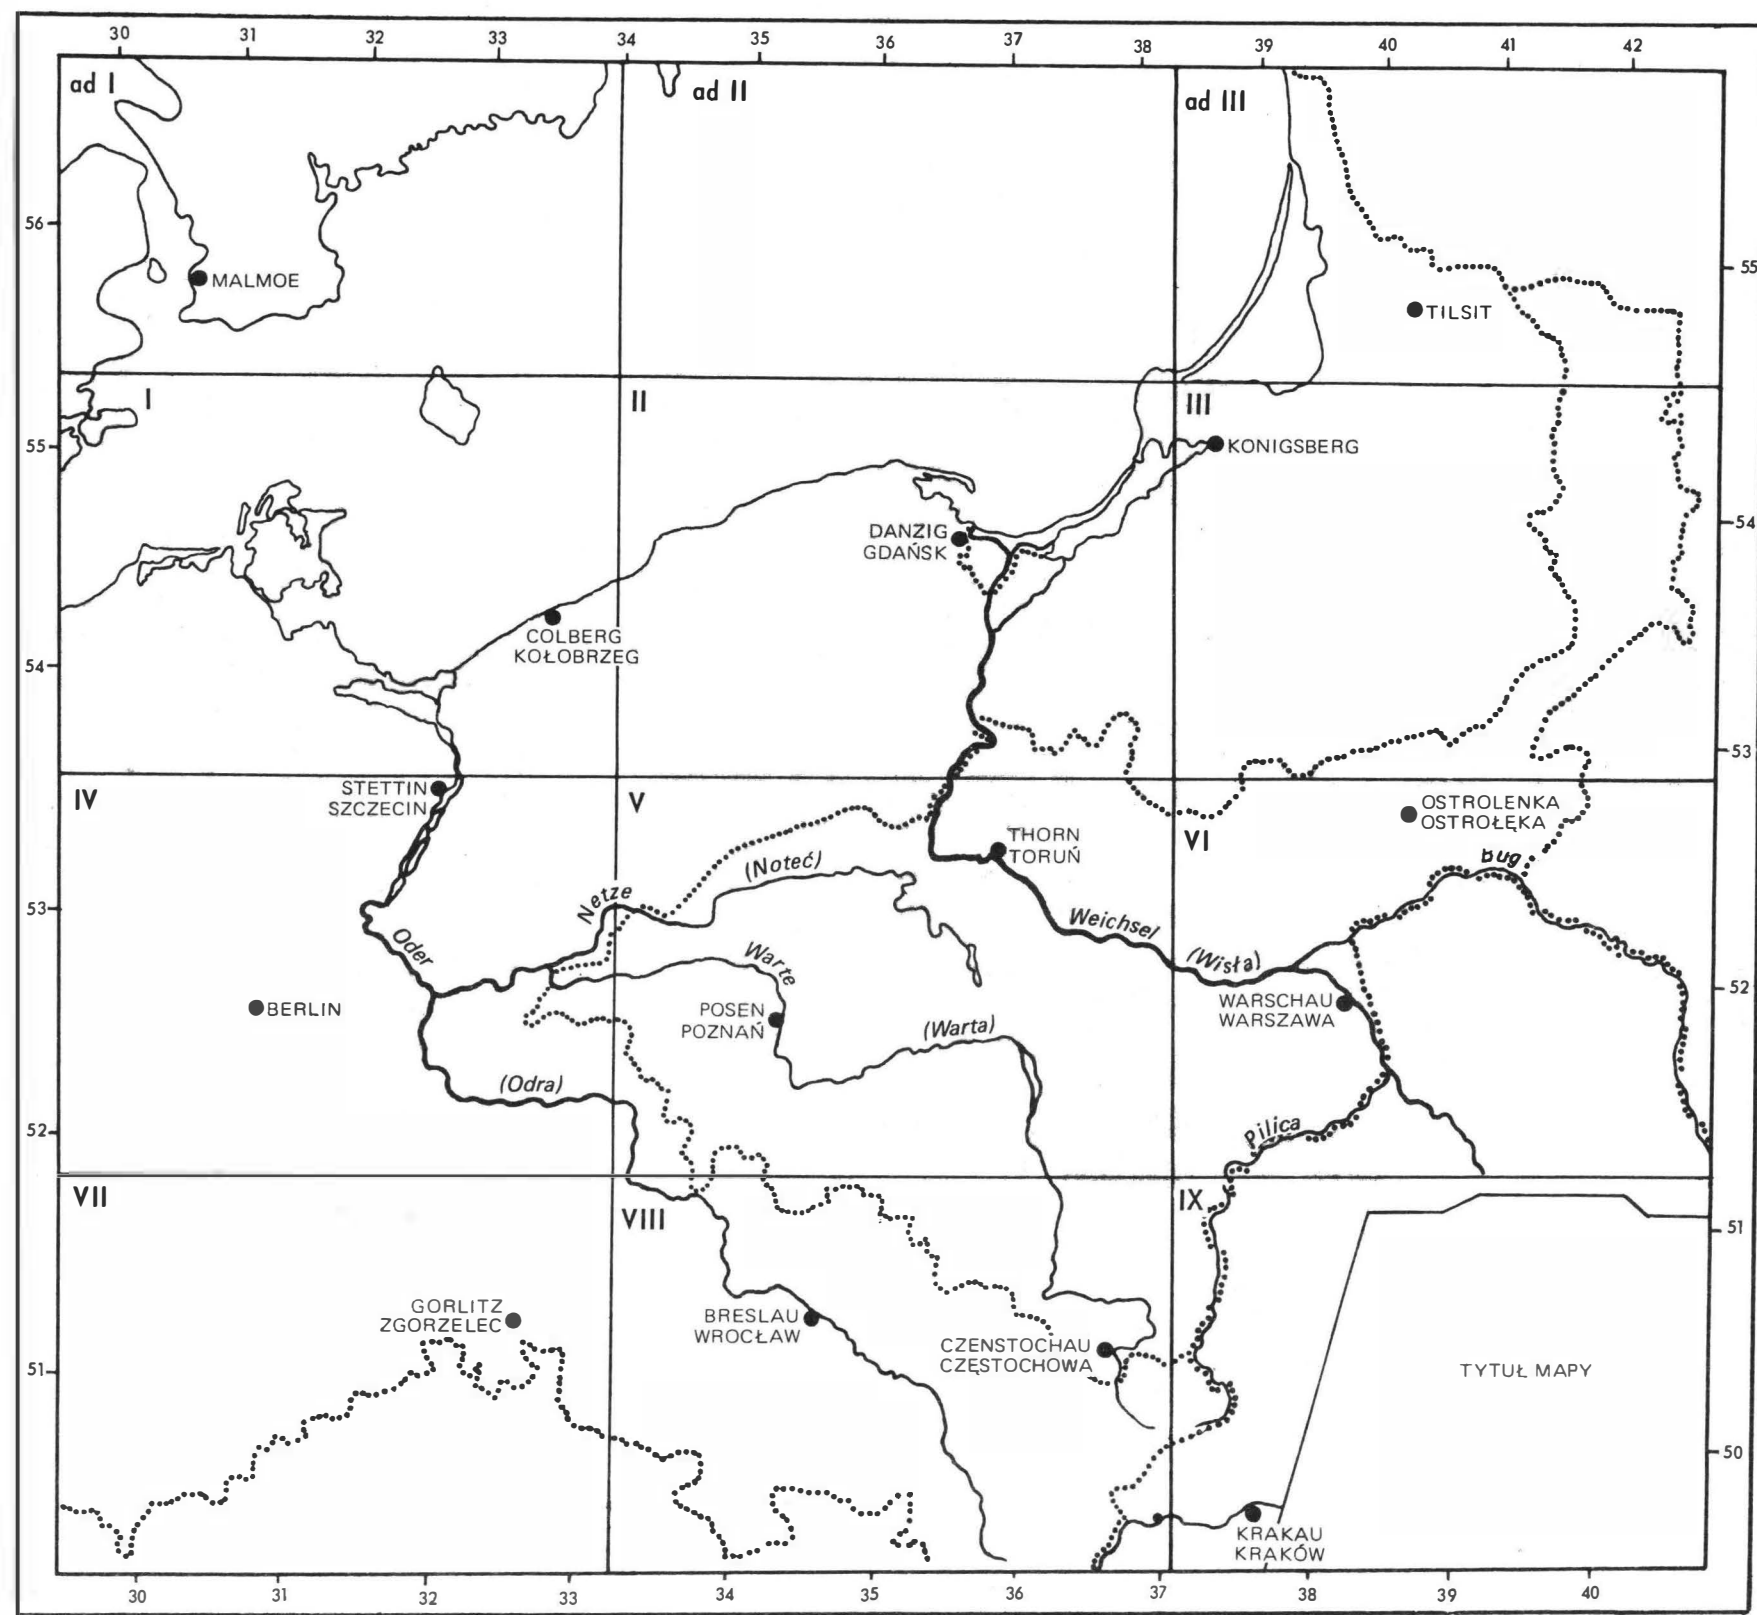 30 31 32 33 34 35 36 37 38 39 40 41 42
ad I
ad II
ad III
56
MALMOE
55
TILSIT
I
II
III
55
KONIGSBERG
54
DANZIG
GDAŃSK
COLBERG
KOŁOBRZEG
54
53
STETTIN
SZCZECIN
IV
V
VI
OSTROLENKA
OSTROŁĘKA
THORN
TORUŃ
Bug
(Noteć)
Netze
53
Oder
Weichsel
(Wisła)
Warte
52
BERLIN
POSEN
POZNAŃ
WARSCHAU
WARSZAWA
(Warta)
(Odra)
52
Pilica
VII
VIII
IX
51
GORLITZ
ZGORZELEC
BRESLAU
WROCŁAW
CZENSTOCHAU
CZĘSTOCHOWA
TYTUŁ MAPY
51
50
KRAKAU
KRAKÓW
30 31 32 33 34 35 36 37 38 39 40